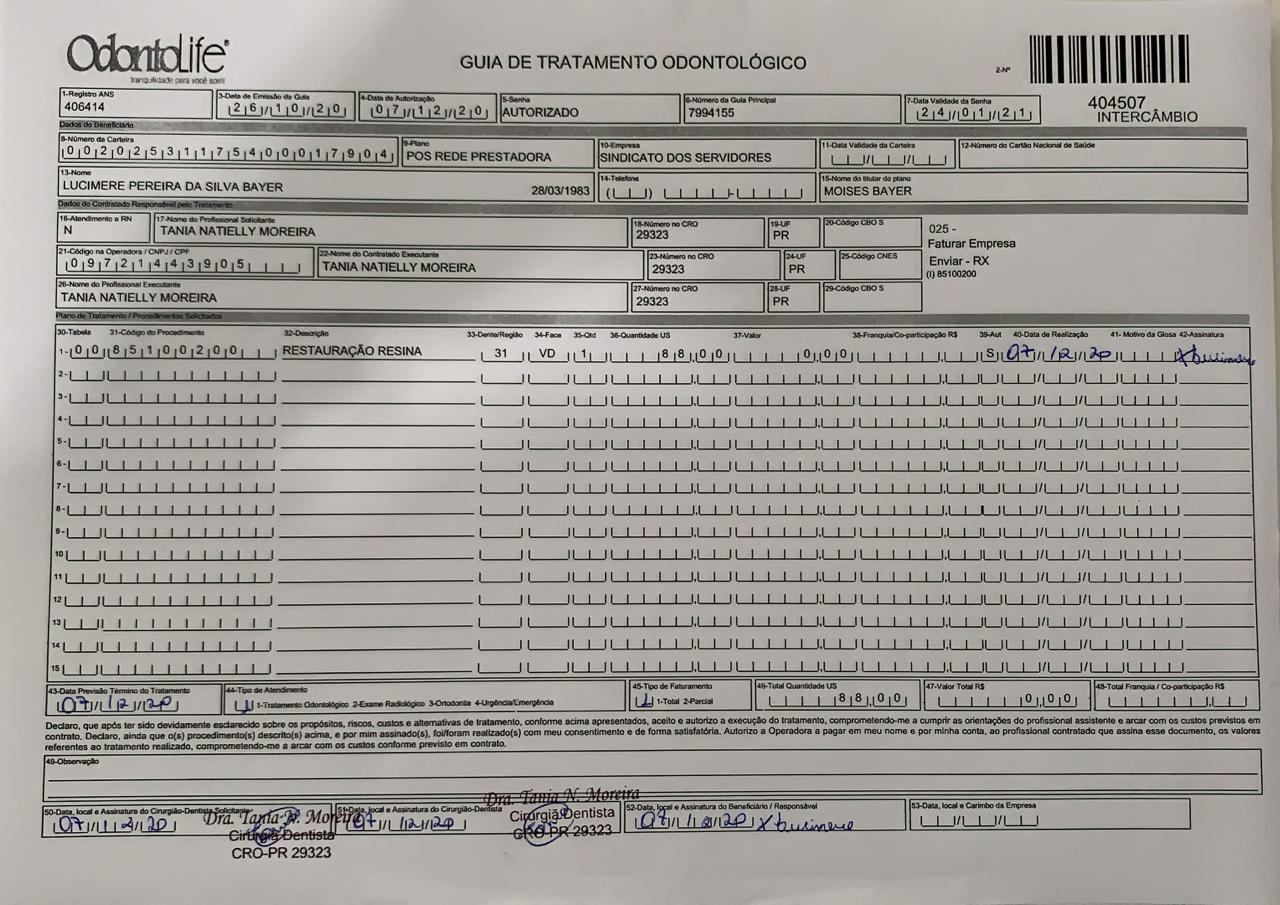 OdontoLife®
tranquilidade para você sorrir
GUIA DE TRATAMENTO ODONTOLÓGICO
2-Nº
404507
INTERCÂMBIO
1-Registro ANS
406414
3-Data de Emissão da Guia
26/10/20
4-Data de Autorização
07/12/20
5-Senha
AUTORIZADO
6-Número da Guia Principal
7994155
7-Data Validade da Senha
24/01/21
Dados do Beneficiário
8-Número da Carteira
00202531175400017904
9-Plano
POS REDE PRESTADORA
10-Empresa
SINDICATO DOS SERVIDORES
11-Data Validade da Carteira
12-Número do Cartão Nacional de Saúde
13-Nome
LUCIMERE PEREIRA DA SILVA BAYER 28/03/1983
14-Telefone
15-Nome do titular do plano
MOISES BAYER
Dados do Contratado Responsável pelo Tratamento
16-Atendimento a RN
N
17-Nome do Profissional Solicitante
TANIA NATIELLY MOREIRA
18-Número no CRO
29323
19-UF
PR
20-Código CBO S
025 -
Faturar Empresa
Enviar - RX
(I) 85100200
21-Código na Operadora / CNPJ / CPF
09721443905
22-Nome do Contratado Executante
TANIA NATIELLY MOREIRA
23-Número no CRO
29323
24-UF
PR
25-Código CNES
26-Nome do Profissional Executante
TANIA NATIELLY MOREIRA
27-Número no CRO
29323
28-UF
PR
29-Código CBO S
Plano de Tratamento / Procedimentos Solicitados
30-Tabela 31-Código do Procedimento 32-Descrição 33-Dente/Região 34-Face 35-Qtd 36-Quantidade US 37-Valor 38-Franquia/Co-participação R$ 39-Aut 40-Data de Realização 41- Motivo da Glosa 42-Assinatura
1- 00 85100200 RESTAURAÇÃO RESINA 31 VD 1 88,00 0,00 S 07/12/20
2-
3-
4-
5-
6-
7-
8-
9-
10
11
12
13
14
15
43-Data Previsão Término do Tratamento
07/12/20
44-Tipo de Atendimento
1 1-Tratamento Odontológico 2-Exame Radiológico 3-Ortodontia 4-Urgência/Emergência
45-Tipo de Faturamento
1 1-Total 2-Parcial
46-Total Quantidade US
88,00
47-Valor Total R$
0,00
48-Total Franquia / Co-participação R$
Declaro, que após ter sido devidamente esclarecido sobre os propósitos, riscos, custos e alternativas de tratamento, conforme acima apresentados, aceito e autorizo a execução do tratamento, comprometendo-me a cumprir as orientações do profissional assistente e arcar com os custos previstos em
contrato. Declaro, ainda que o(s) procedimento(s) descrito(s) acima, e por mim assinado(s), foi/foram realizado(s) com meu consentimento e de forma satisfatória. Autorizo a Operadora a pagar em meu nome e por minha conta, ao profissional contratado que assina esse documento, os valores
referentes ao tratamento realizado, comprometendo-me a arcar com os custos conforme previsto em contrato.
49-Observação
50-Data, local e Assinatura do Cirurgião-Dentista Solicitante
07/12/20
Dra. Tania N. Moreira
Cirurgiã Dentista
CRO-PR 29323
51-Data, local e Assinatura do Cirurgião-Dentista
07/12/20
Dra. Tania N. Moreira
Cirurgiã Dentista
CRO-PR 29323
52-Data, local e Assinatura do Beneficiário / Responsável
07/12/20
53-Data, local e Carimbo da Empresa